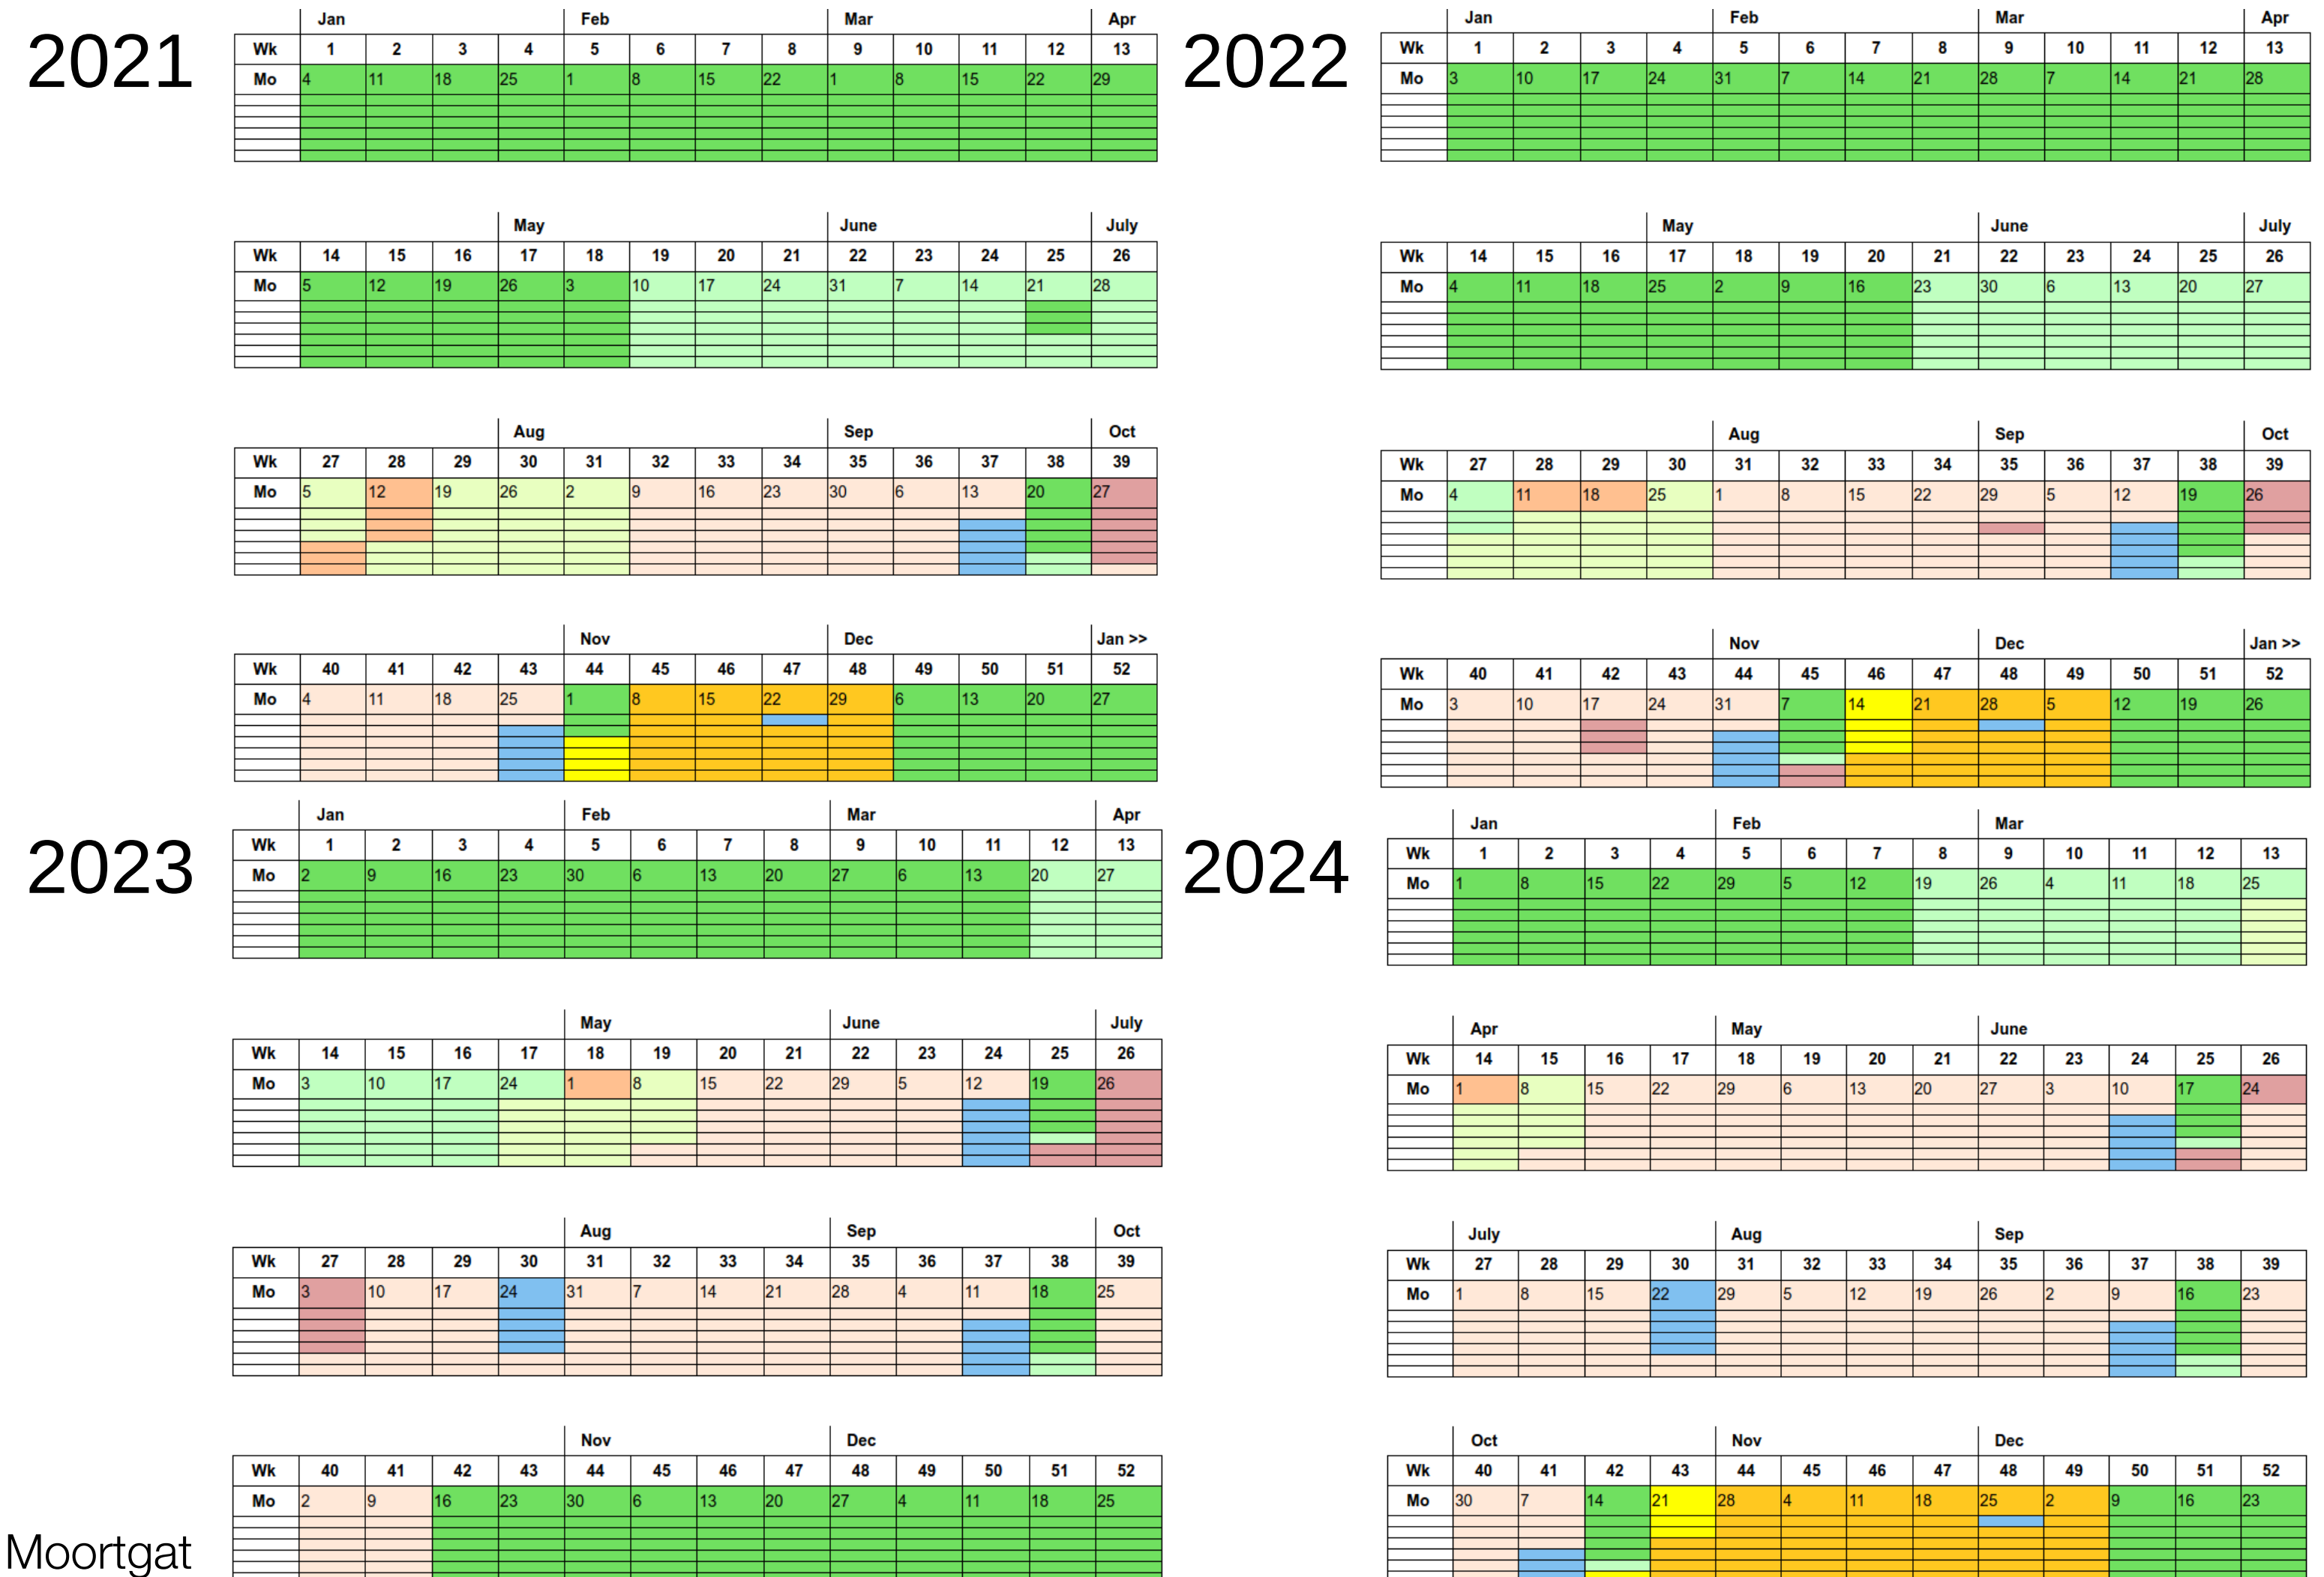 2021
Jan Feb Mar Apr
Wk 1 2 3 4 5 6 7 8 9 10 11 12 13
Mo 4 11 18 25 1 8 15 22 1 8 15 22 29
May June July
Wk 14 15 16 17 18 19 20 21 22 23 24 25 26
Mo 5 12 19 26 3 10 17 24 31 7 14 21 28
Aug Sep Oct
Wk 27 28 29 30 31 32 33 34 35 36 37 38 39
Mo 5 12 19 26 2 9 16 23 30 6 13 20 27
Nov Dec Jan >>
Wk 40 41 42 43 44 45 46 47 48 49 50 51 52
Mo 4 11 18 25 1 8 15 22 29 6 13 20 27
2022
Jan Feb Mar Apr
Wk 1 2 3 4 5 6 7 8 9 10 11 12 13
Mo 3 10 17 24 31 7 14 21 28 7 14 21 28
May June July
Wk 14 15 16 17 18 19 20 21 22 23 24 25 26
Mo 4 11 18 25 2 9 16 23 30 6 13 20 27
Aug Sep Oct
Wk 27 28 29 30 31 32 33 34 35 36 37 38 39
Mo 4 11 18 25 1 8 15 22 29 5 12 19 26
Nov Dec Jan >>
Wk 40 41 42 43 44 45 46 47 48 49 50 51 52
Mo 3 10 17 24 31 7 14 21 28 5 12 19 26
2023
Jan Feb Mar Apr
Wk 1 2 3 4 5 6 7 8 9 10 11 12 13
Mo 2 9 16 23 30 6 13 20 27 6 13 20 27
May June July
Wk 14 15 16 17 18 19 20 21 22 23 24 25 26
Mo 3 10 17 24 1 8 15 22 29 5 12 19 26
Aug Sep Oct
Wk 27 28 29 30 31 32 33 34 35 36 37 38 39
Mo 3 10 17 24 31 7 14 21 28 4 11 18 25
Nov Dec
Wk 40 41 42 43 44 45 46 47 48 49 50 51 52
Mo 2 9 16 23 30 6 13 20 27 4 11 18 25
2024
Jan Feb Mar
Wk 1 2 3 4 5 6 7 8 9 10 11 12 13
Mo 1 8 15 22 29 5 12 19 26 4 11 18 25
Apr May June
Wk 14 15 16 17 18 19 20 21 22 23 24 25 26
Mo 1 8 15 22 29 6 13 20 27 3 10 17 24
July Aug Sep
Wk 27 28 29 30 31 32 33 34 35 36 37 38 39
Mo 1 8 15 22 29 5 12 19 26 2 9 16 23
Oct Nov Dec
Wk 40 41 42 43 44 45 46 47 48 49 50 51 52
Mo 30 7 14 21 28 4 11 18 25 2 9 16 23
Moortgat